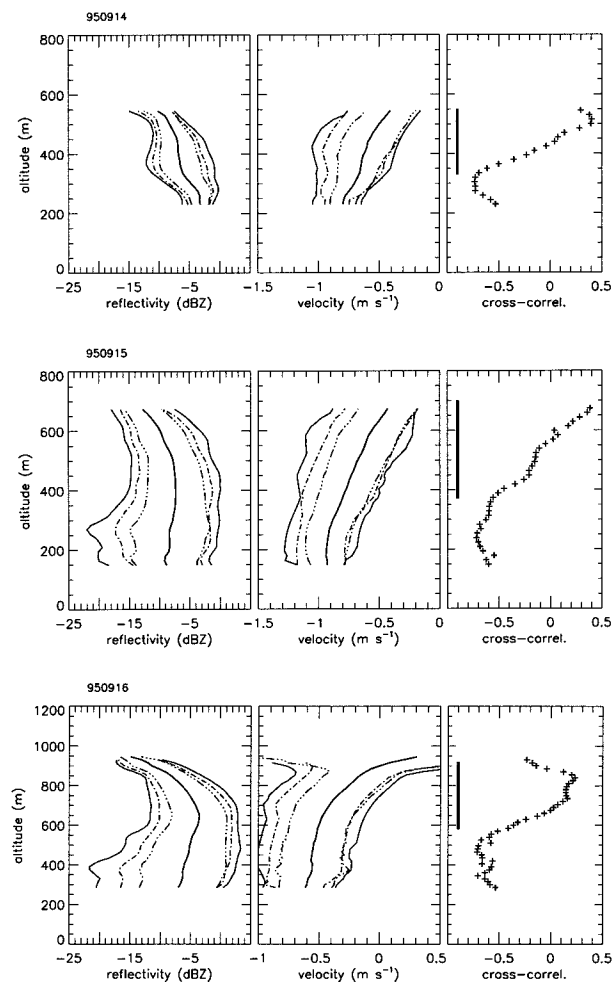 950914
800
600
400
200
0
altitude (m)
−25 −15 −5 5
reflectivity (dBZ)
−1.5 −1 −0.5 0
velocity (m s⁻¹)
−0.5 0 0.5
cross−correl.
950915
800
600
400
200
0
altitude (m)
−25 −15 −5 5
reflectivity (dBZ)
−1.5 −1 −0.5 0
velocity (m s⁻¹)
−0.5 0 0.5
cross−correl.
950916
1200
1000
800
600
400
200
0
altitude (m)
−25 −15 −5 5
reflectivity (dBZ)
−1 −0.5 0 0.5
velocity (m s⁻¹)
−0.5 0 0.5
cross−correl.